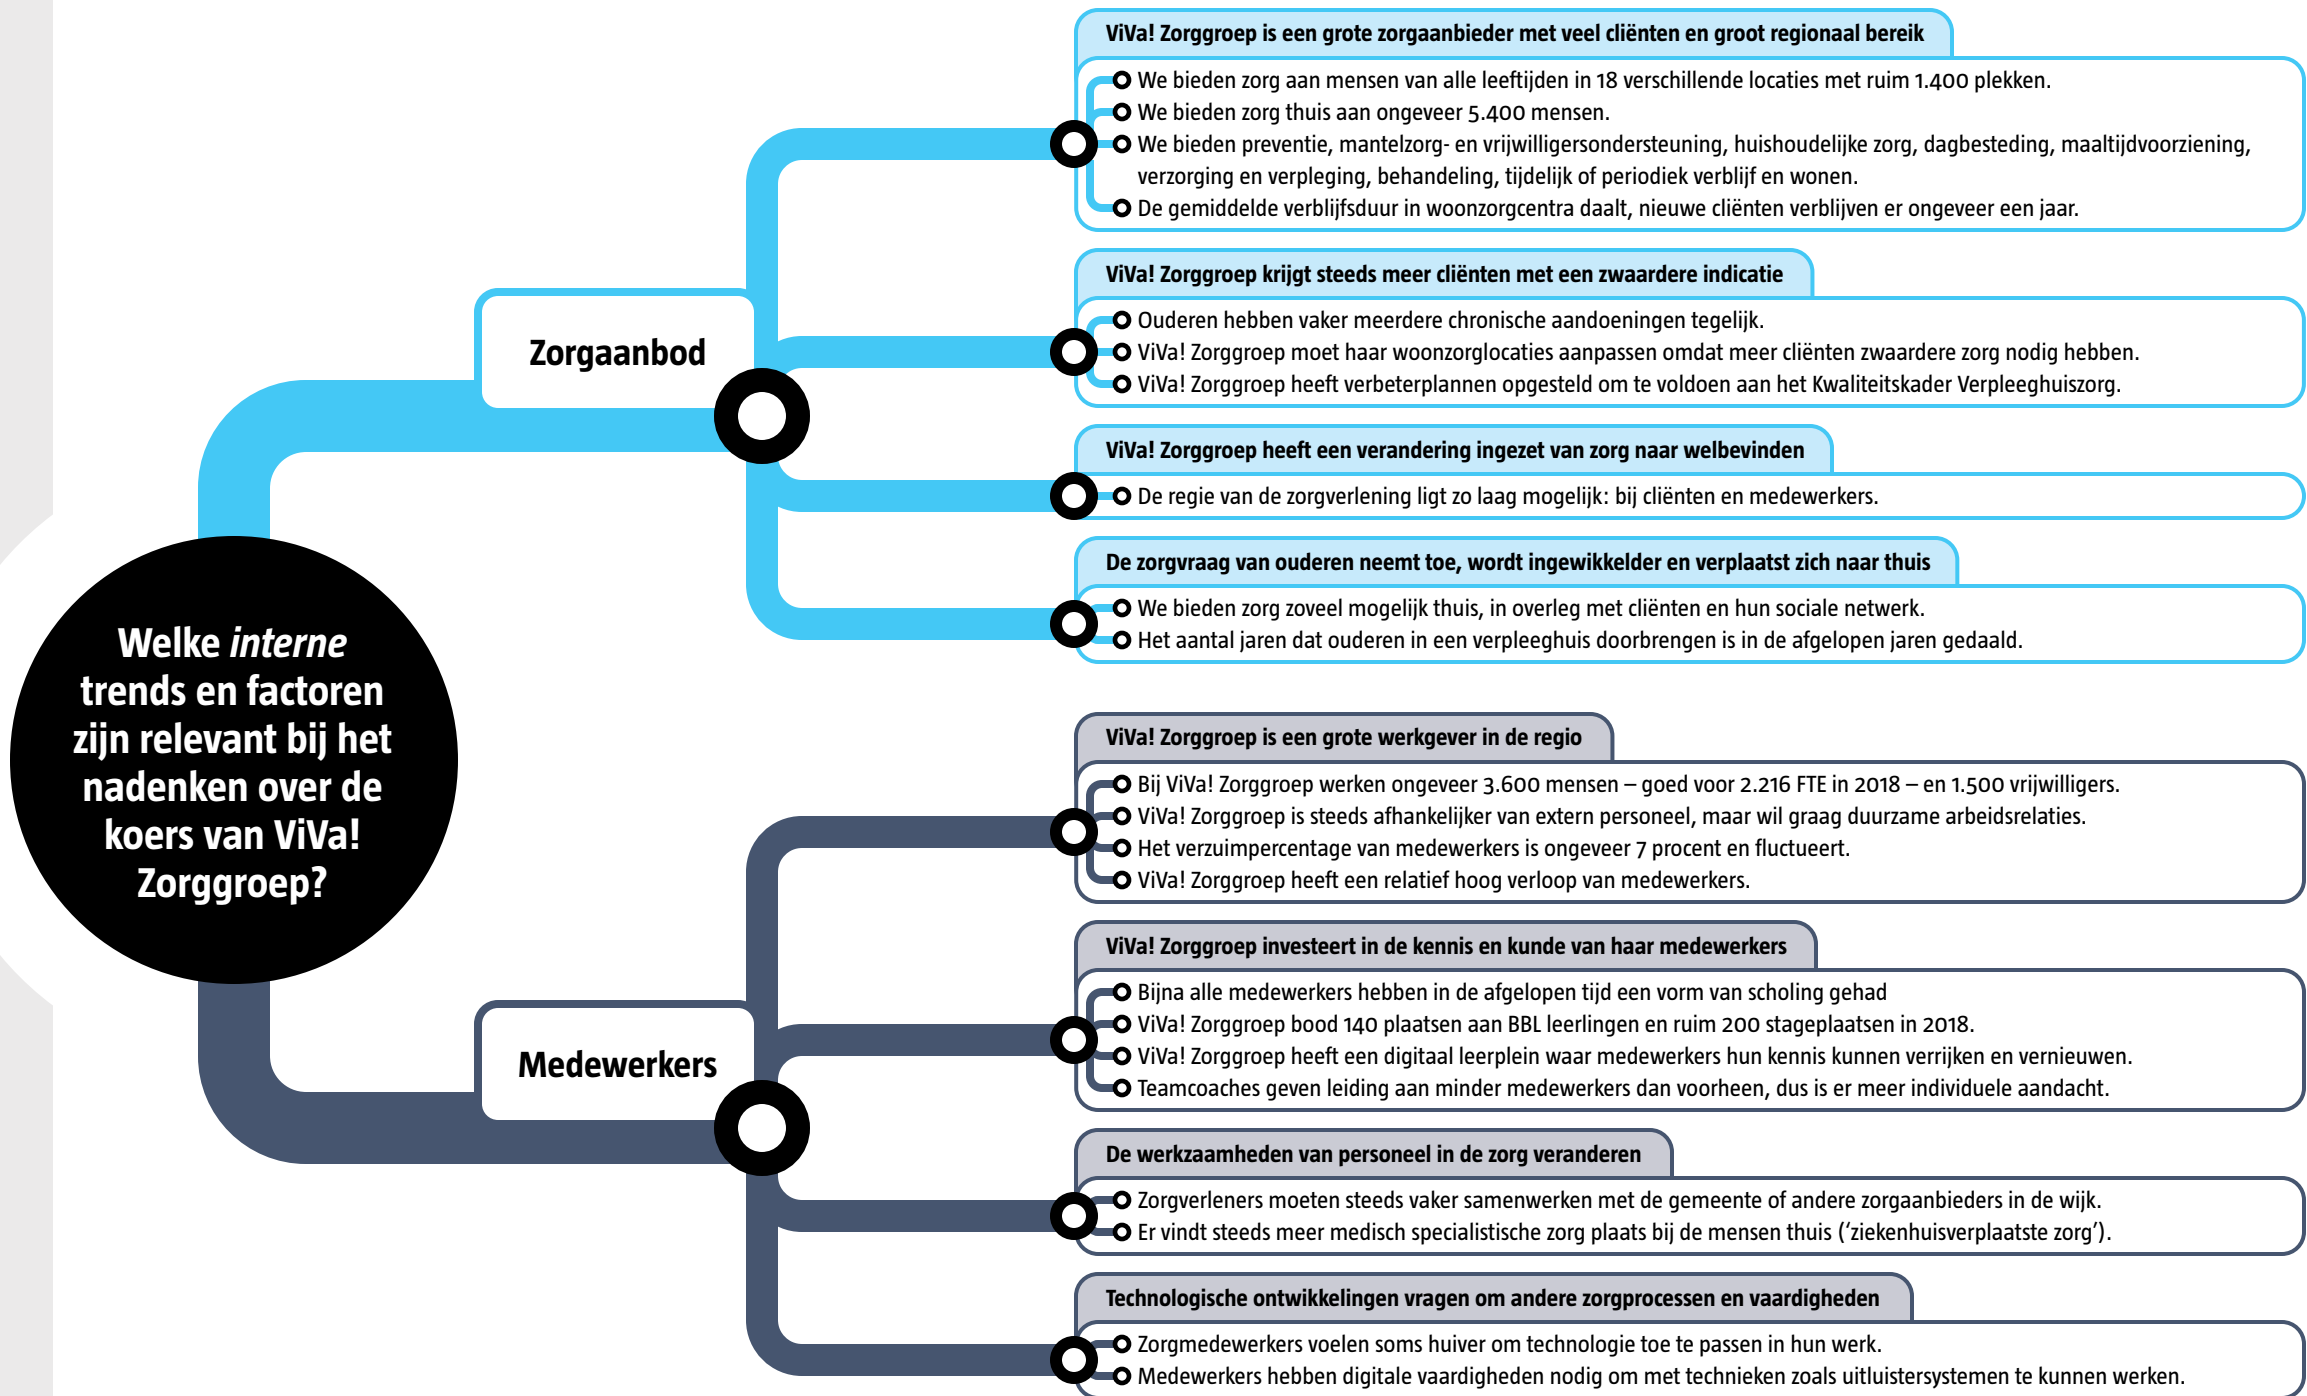 Welke interne
trends en factoren
zijn relevant bij het
nadenken over de
koers van ViVa!
Zorggroep?
Zorgaanbod
ViVa! Zorggroep is een grote zorgaanbieder met veel cliënten en groot regionaal bereik
We bieden zorg aan mensen van alle leeftijden in 18 verschillende locaties met ruim 1.400 plekken.
We bieden zorg thuis aan ongeveer 5.400 mensen.
We bieden preventie, mantelzorg- en vrijwilligersondersteuning, huishoudelijke zorg, dagbesteding, maaltijdvoorziening,
verzorging en verpleging, behandeling, tijdelijk of periodiek verblijf en wonen.
De gemiddelde verblijfsduur in woonzorgcentra daalt, nieuwe cliënten verblijven er ongeveer een jaar.
ViVa! Zorggroep krijgt steeds meer cliënten met een zwaardere indicatie
Ouderen hebben vaker meerdere chronische aandoeningen tegelijk.
ViVa! Zorggroep moet haar woonzorglocaties aanpassen omdat meer cliënten zwaardere zorg nodig hebben.
ViVa! Zorggroep heeft verbeterplannen opgesteld om te voldoen aan het Kwaliteitskader Verpleeghuiszorg.
ViVa! Zorggroep heeft een verandering ingezet van zorg naar welbevinden
De regie van de zorgverlening ligt zo laag mogelijk: bij cliënten en medewerkers.
De zorgvraag van ouderen neemt toe, wordt ingewikkelder en verplaatst zich naar thuis
We bieden zorg zoveel mogelijk thuis, in overleg met cliënten en hun sociale netwerk.
Het aantal jaren dat ouderen in een verpleeghuis doorbrengen is in de afgelopen jaren gedaald.
Medewerkers
ViVa! Zorggroep is een grote werkgever in de regio
Bij ViVa! Zorggroep werken ongeveer 3.600 mensen – goed voor 2.216 FTE in 2018 – en 1.500 vrijwilligers.
ViVa! Zorggroep is steeds afhankelijker van extern personeel, maar wil graag duurzame arbeidsrelaties.
Het verzuimpercentage van medewerkers is ongeveer 7 procent en fluctueert.
ViVa! Zorggroep heeft een relatief hoog verloop van medewerkers.
ViVa! Zorggroep investeert in de kennis en kunde van haar medewerkers
Bijna alle medewerkers hebben in de afgelopen tijd een vorm van scholing gehad
ViVa! Zorggroep bood 140 plaatsen aan BBL leerlingen en ruim 200 stageplaatsen in 2018.
ViVa! Zorggroep heeft een digitaal leerplein waar medewerkers hun kennis kunnen verrijken en vernieuwen.
Teamcoaches geven leiding aan minder medewerkers dan voorheen, dus is er meer individuele aandacht.
De werkzaamheden van personeel in de zorg veranderen
Zorgverleners moeten steeds vaker samenwerken met de gemeente of andere zorgaanbieders in de wijk.
Er vindt steeds meer medisch specialistische zorg plaats bij de mensen thuis (‘ziekenhuisverplaatste zorg’).
Technologische ontwikkelingen vragen om andere zorgprocessen en vaardigheden
Zorgmedewerkers voelen soms huiver om technologie toe te passen in hun werk.
Medewerkers hebben digitale vaardigheden nodig om met technieken zoals uitluistersystemen te kunnen werken.